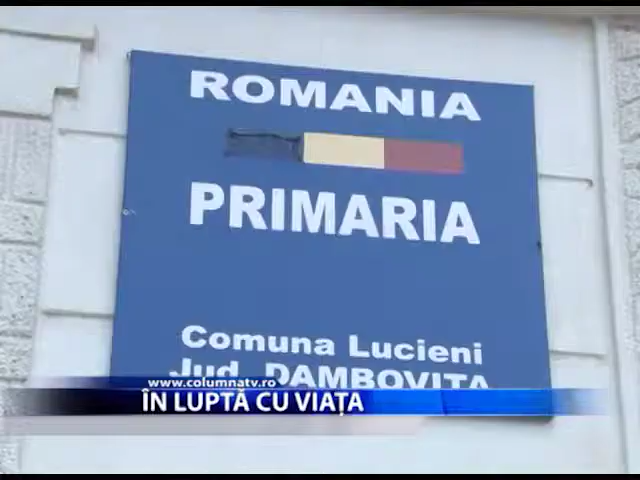 ROMANIA
PRIMARIA
Comuna Lucieni
Jud. DAMBOVITA
www.columnatv.ro
ÎN LUPTĂ CU VIAȚA